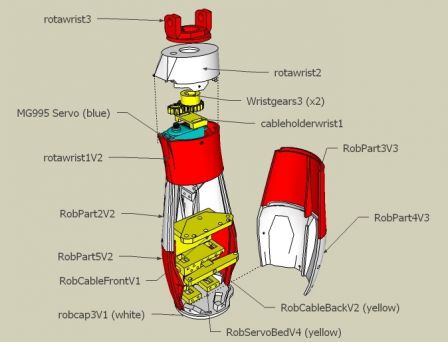 rotawrist3
rotawrist2
Wristgears3 (x2)
MG995 Servo (blue)
cableholderwrist1
rotawrist1V2
RobPart3V3
RobPart2V2
RobPart4V3
RobPart5V2
RobCableFrontV1
RobCableBackV2 (yellow)
robcap3V1 (white)
RobServoBedV4 (yellow)